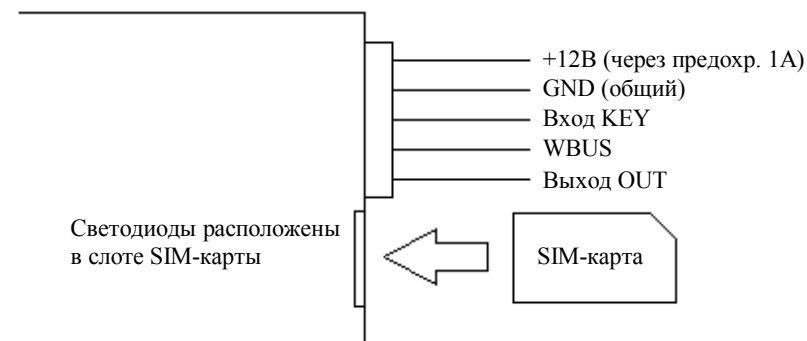 +12В (через предохр. 1А)
GND (общий)
Вход KEY
WBUS
Выход OUT
Светодиоды расположены
в слоте SIM-карты
SIM-карта